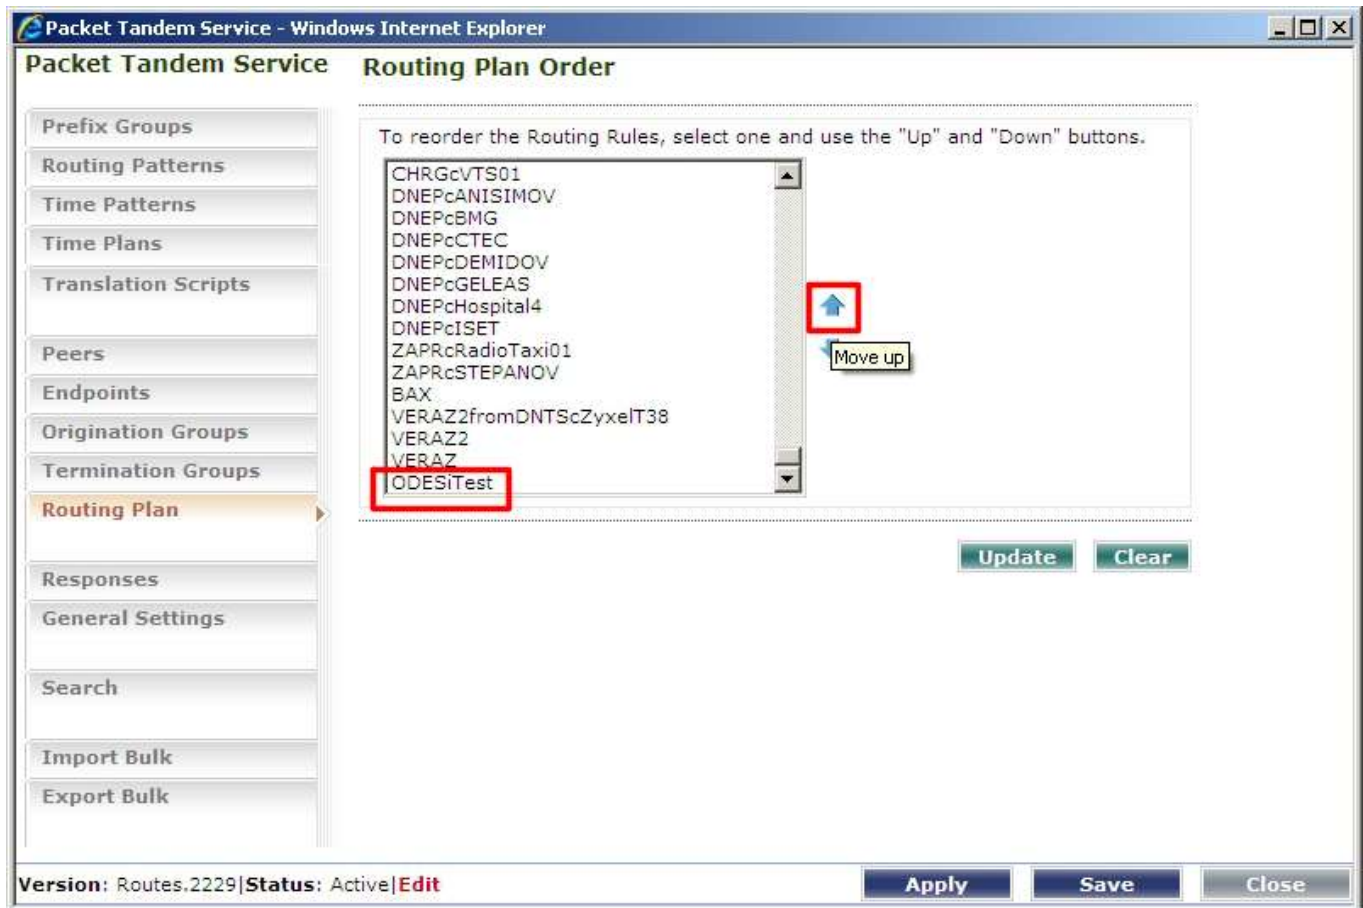 Packet Tandem Service - Windows Internet Explorer
Packet Tandem Service
Routing Plan Order
Prefix Groups
Routing Patterns
Time Patterns
Time Plans
Translation Scripts
Peers
Endpoints
Origination Groups
Termination Groups
Routing Plan
Responses
General Settings
Search
Import Bulk
Export Bulk
To reorder the Routing Rules, select one and use the "Up" and "Down" buttons.
CHRGcVTS01
DNEPcANISIMOV
DNEPcBMG
DNEPcCTEC
DNEPcDEMIDOV
DNEPcGELEAS
DNEPcHospital4
DNEPcISET
ZAPRcRadioTaxi01
ZAPRcSTEPANOV
BAX
VERAZ2fromDNTScZyxelT38
VERAZ2
VERAZ
ODESiTest
Move up
Update Clear
Version: Routes.2229|Status: Active|Edit
Apply Save Close